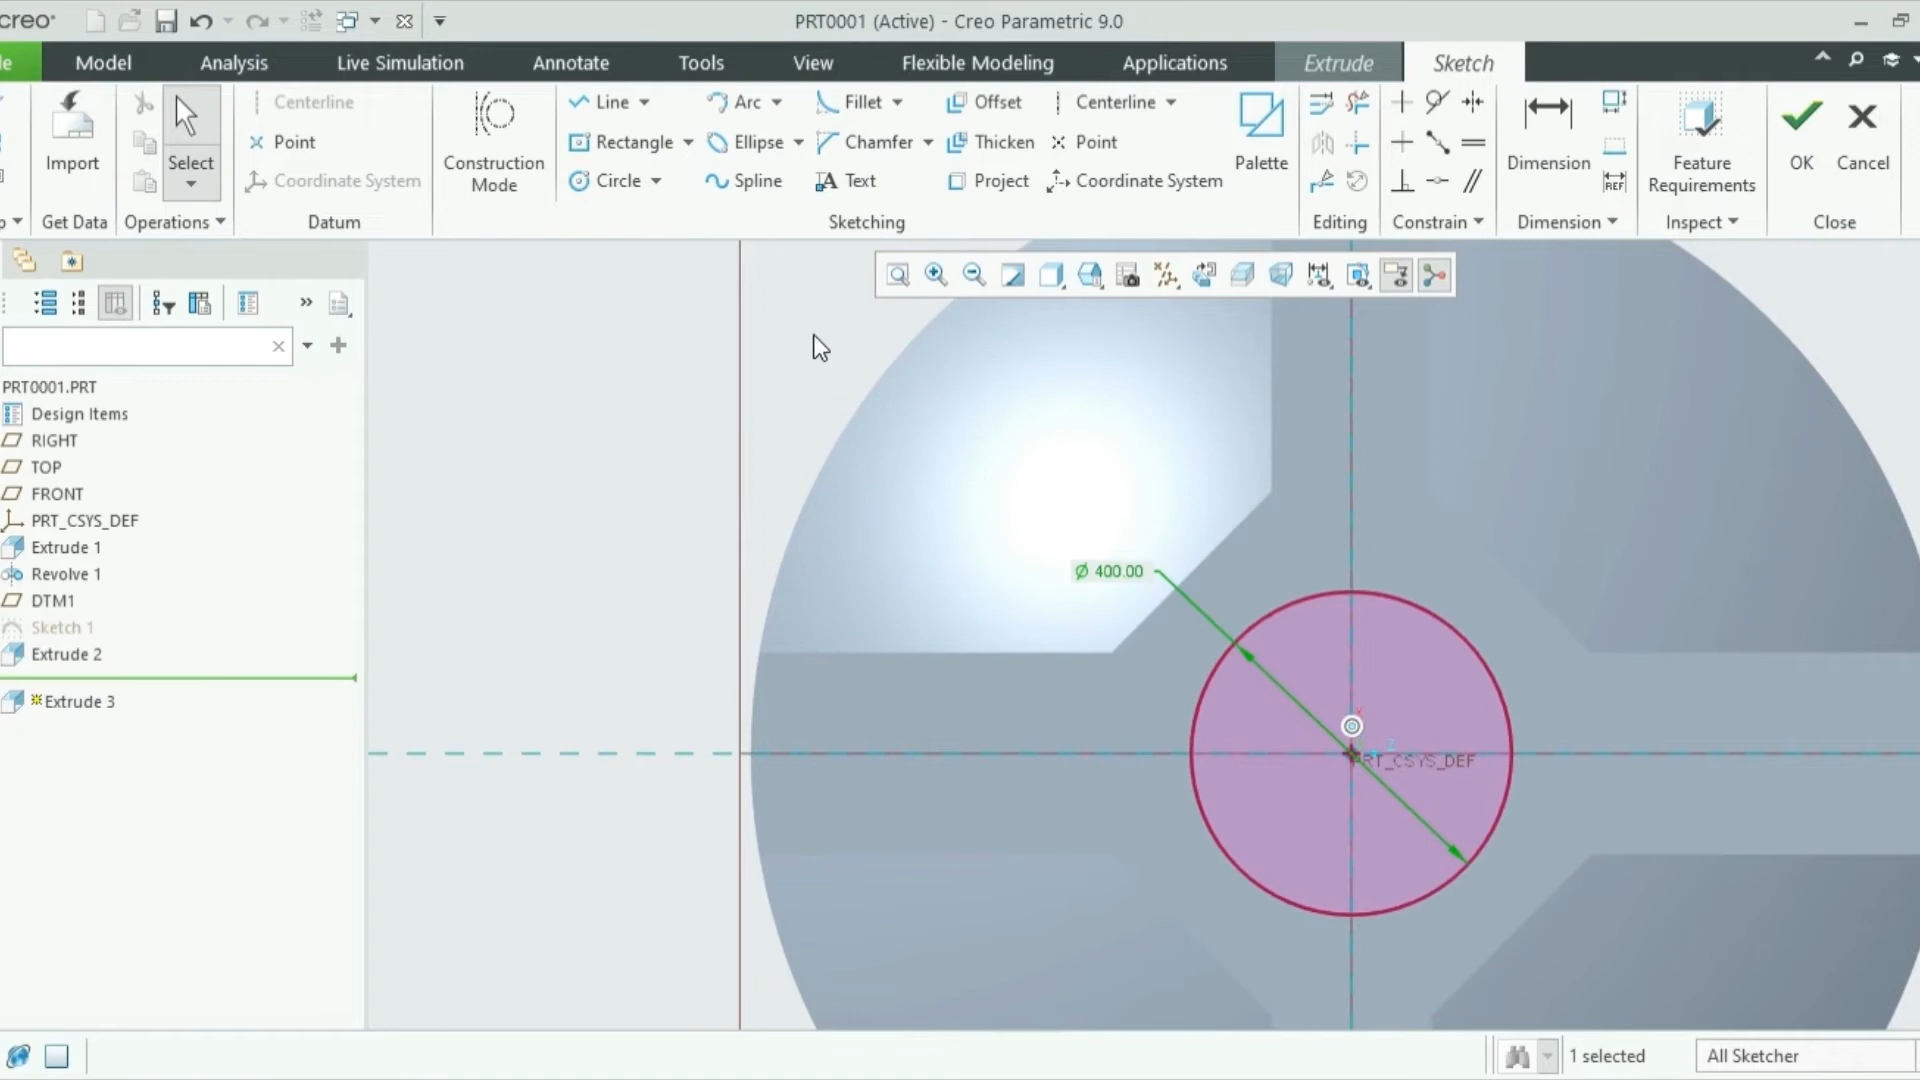 creo
PRT0001 (Active) - Creo Parametric 9.0
Model Analysis Live Simulation Annotate Tools View Flexible Modeling Applications Extrude Sketch
Import
Get Data
Select
Operations
Centerline
Point
Coordinate System
Datum
Construction
Mode
Line Arc Fillet Offset Centerline
Rectangle Ellipse Chamfer Thicken Point
Circle Spline Text Project Coordinate System
Palette
Sketching
Editing
Constrain
Dimension
REF
Dimension
Feature
Requirements
Inspect
OK Cancel
Close
PRT0001.PRT
Design Items
RIGHT
TOP
FRONT
PRT_CSYS_DEF
Extrude 1
Revolve 1
DTM1
Sketch 1
Extrude 2
Extrude 3
Ø 400.00
X
Z
RT_CSYS_DEF
1 selected
All Sketcher